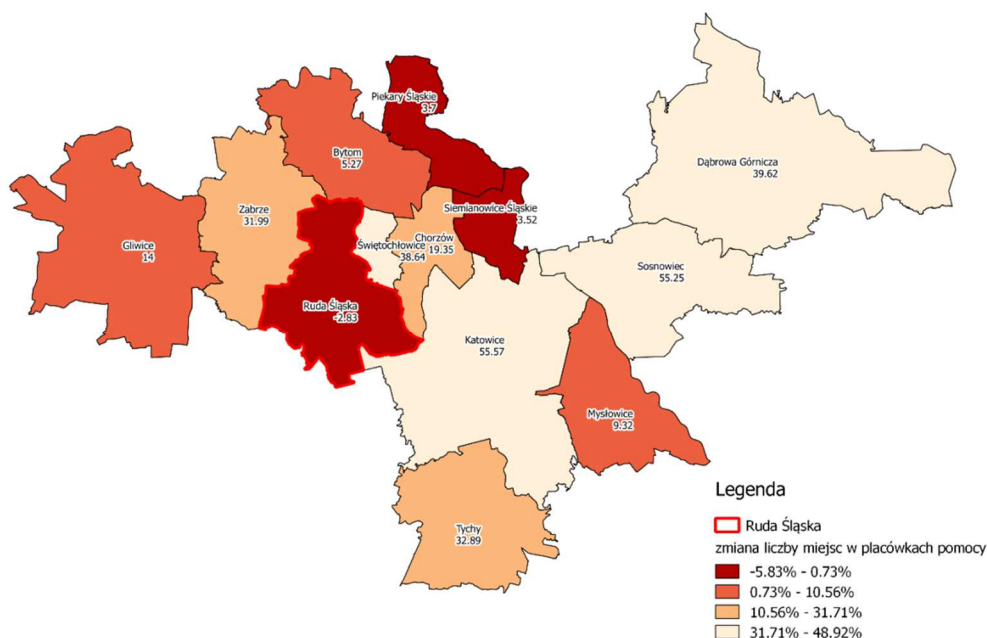 Piekary Śląskie
3.7
Bytom
5.27
Dąbrowa Górnicza
39.62
Zabrze
31.99
Siemianowice Śląskie
3.52
Gliwice
14
Świętochłowice
38.64
Chorzów
19.35
Sosnowiec
55.25
Ruda Śląska
-2.83
Katowice
55.57
Mysłowice
9.32
Tychy
32.89
Legenda
Ruda Śląska
zmiana liczby miejsc w placówkach pomocy
-5.83% - 0.73%
0.73% - 10.56%
10.56% - 31.71%
31.71% - 48.92%